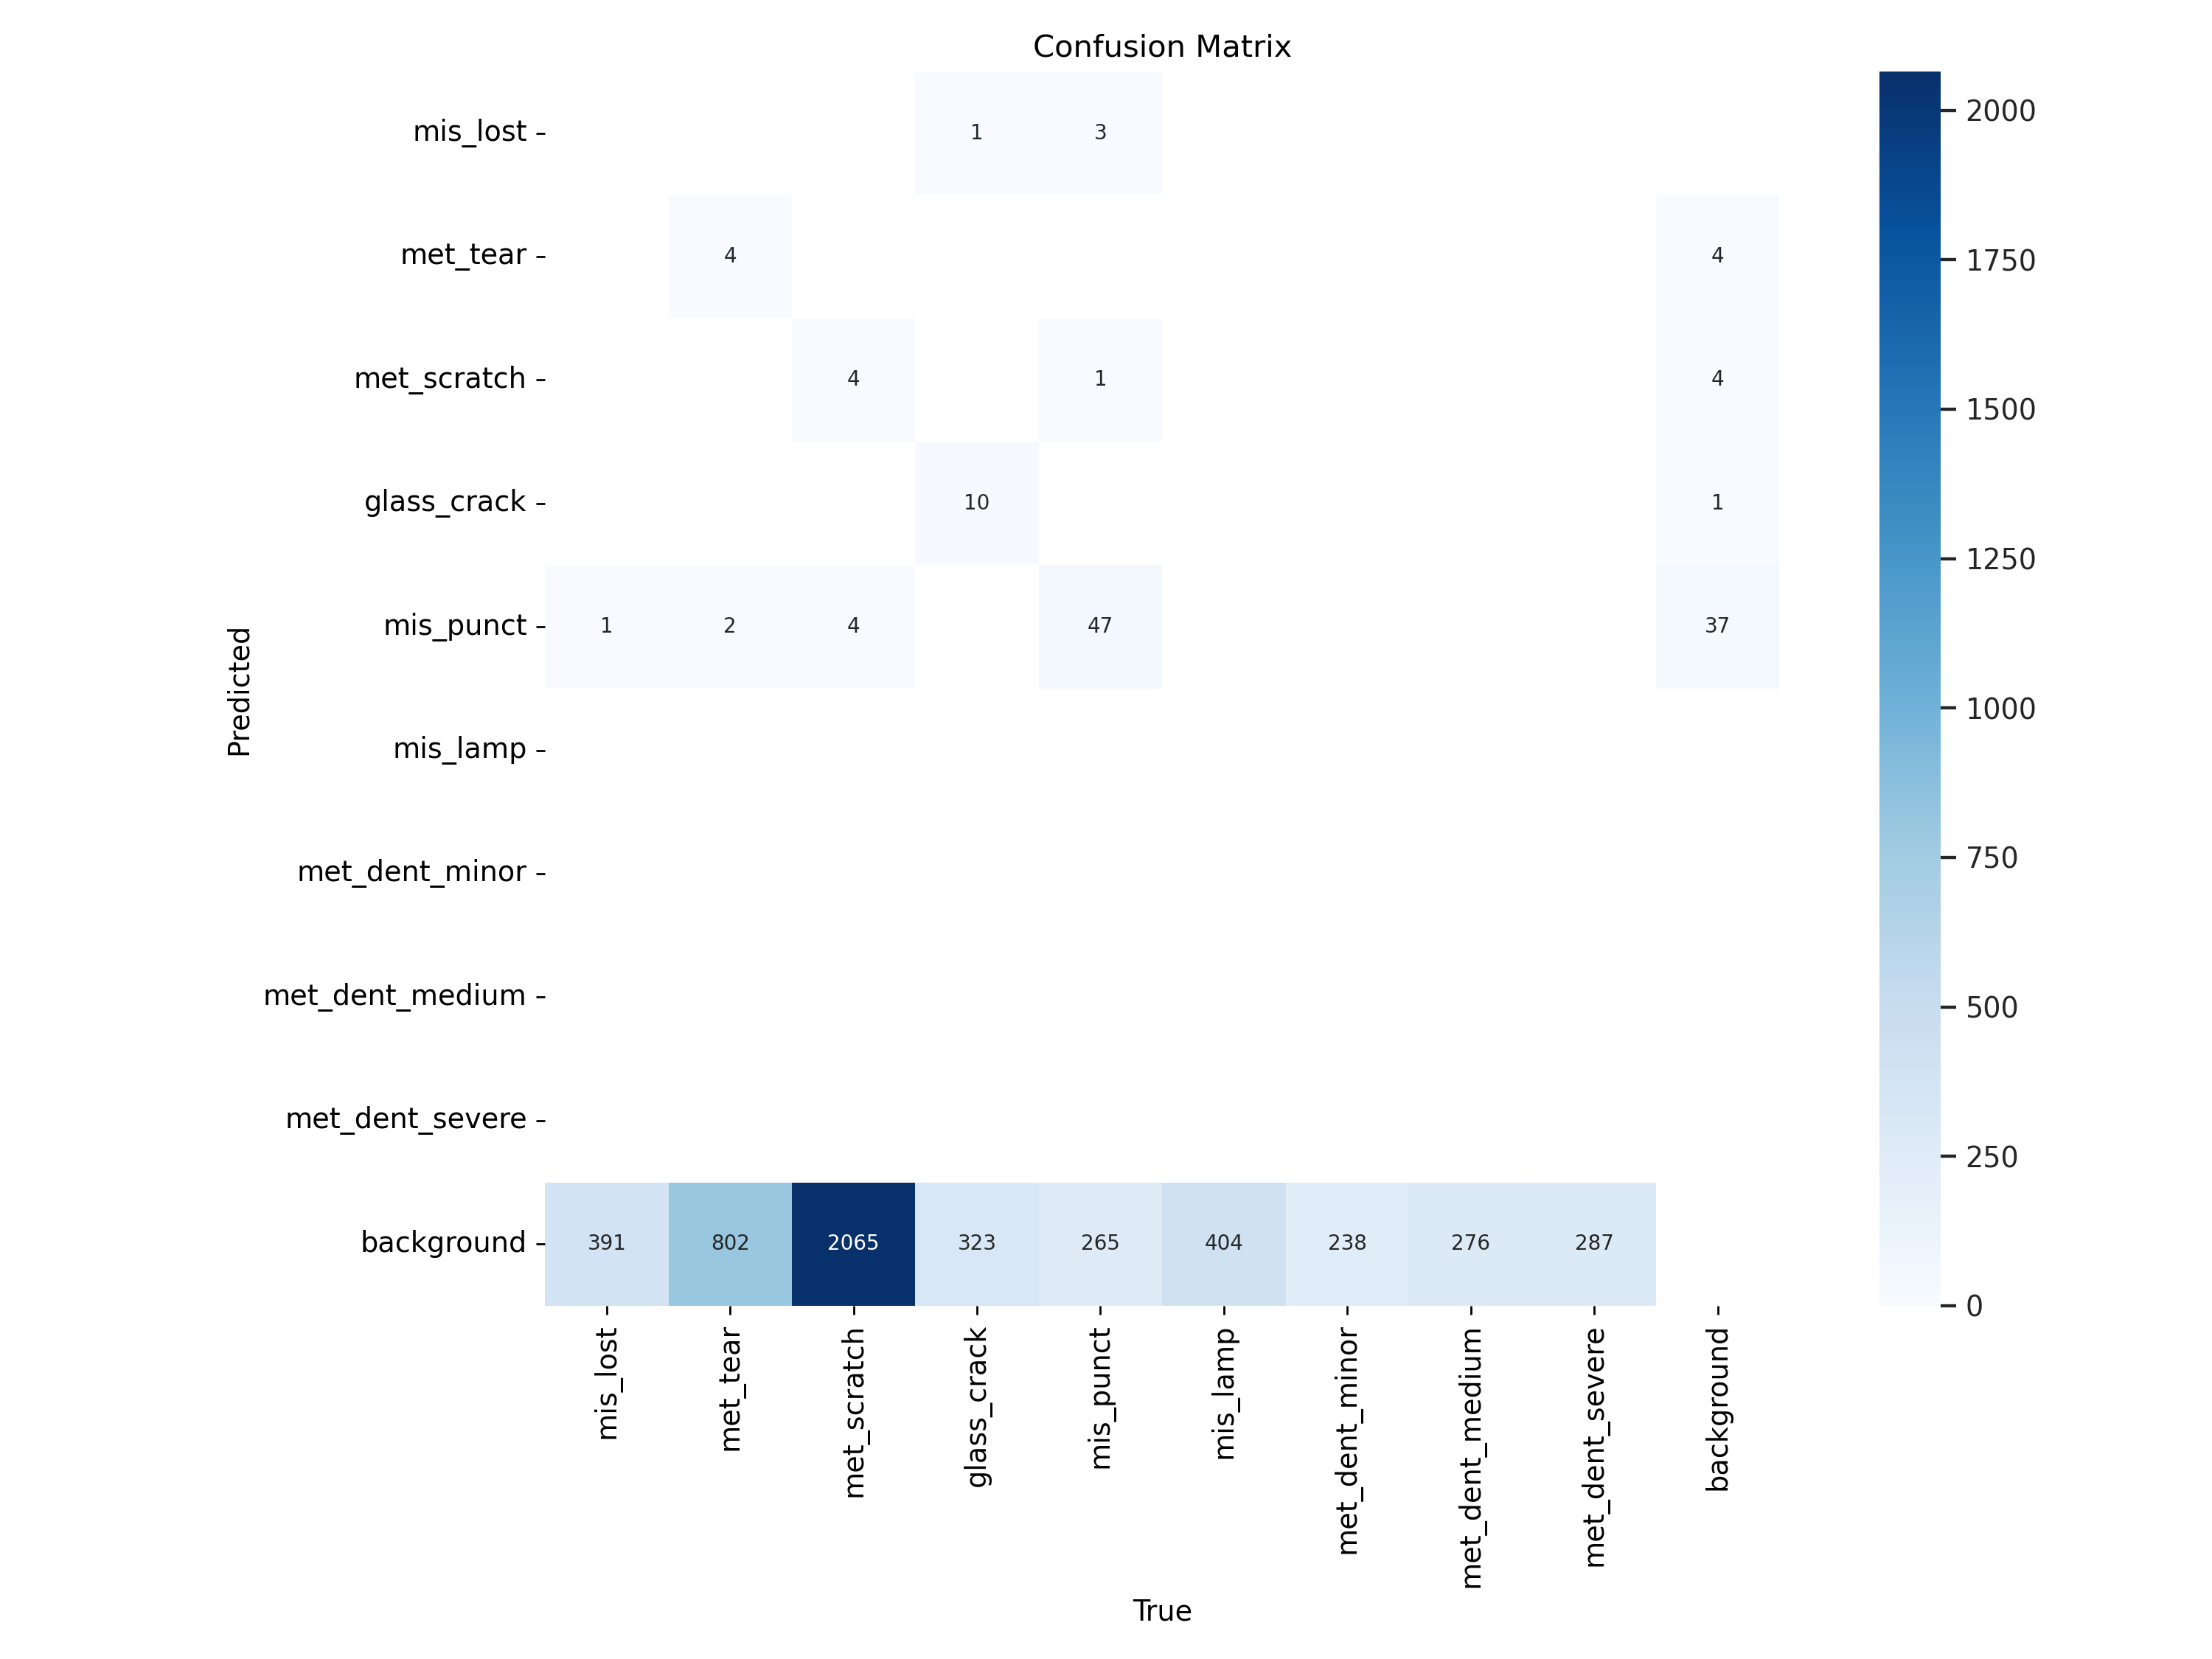 Confusion Matrix
mis_lost 1 3
met_tear 4 4
met_scratch 4 1 4
glass_crack 10 1
mis_punct 1 2 4 47 37
mis_lamp
met_dent_minor
met_dent_medium
met_dent_severe
background 391 802 2065 323 265 404 238 276 287
Predicted
mis_lost
met_tear
met_scratch
glass_crack
mis_punct
mis_lamp
met_dent_minor
met_dent_medium
met_dent_severe
background
True
2000
1750
1500
1250
1000
750
500
250
0